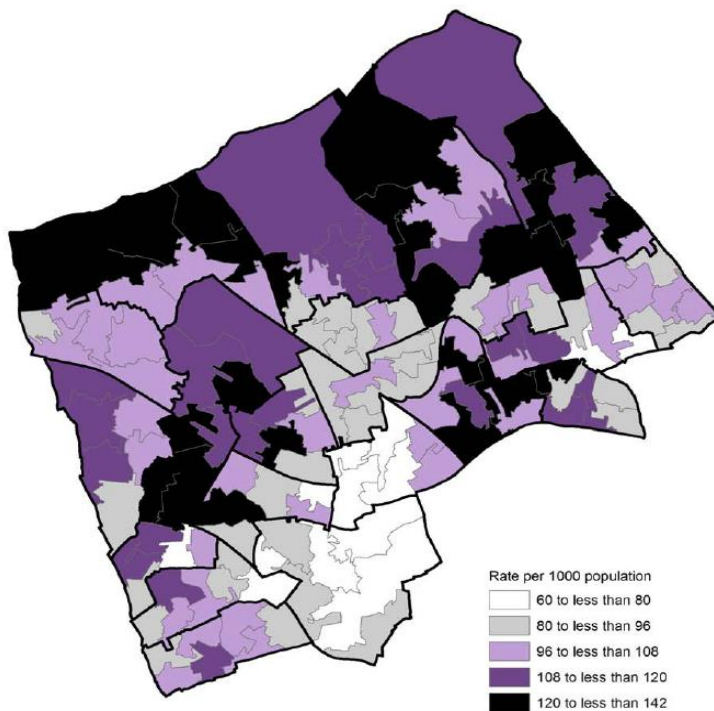 Rate per 1000 population
60 to less than 80
80 to less than 96
96 to less than 108
108 to less than 120
120 to less than 142